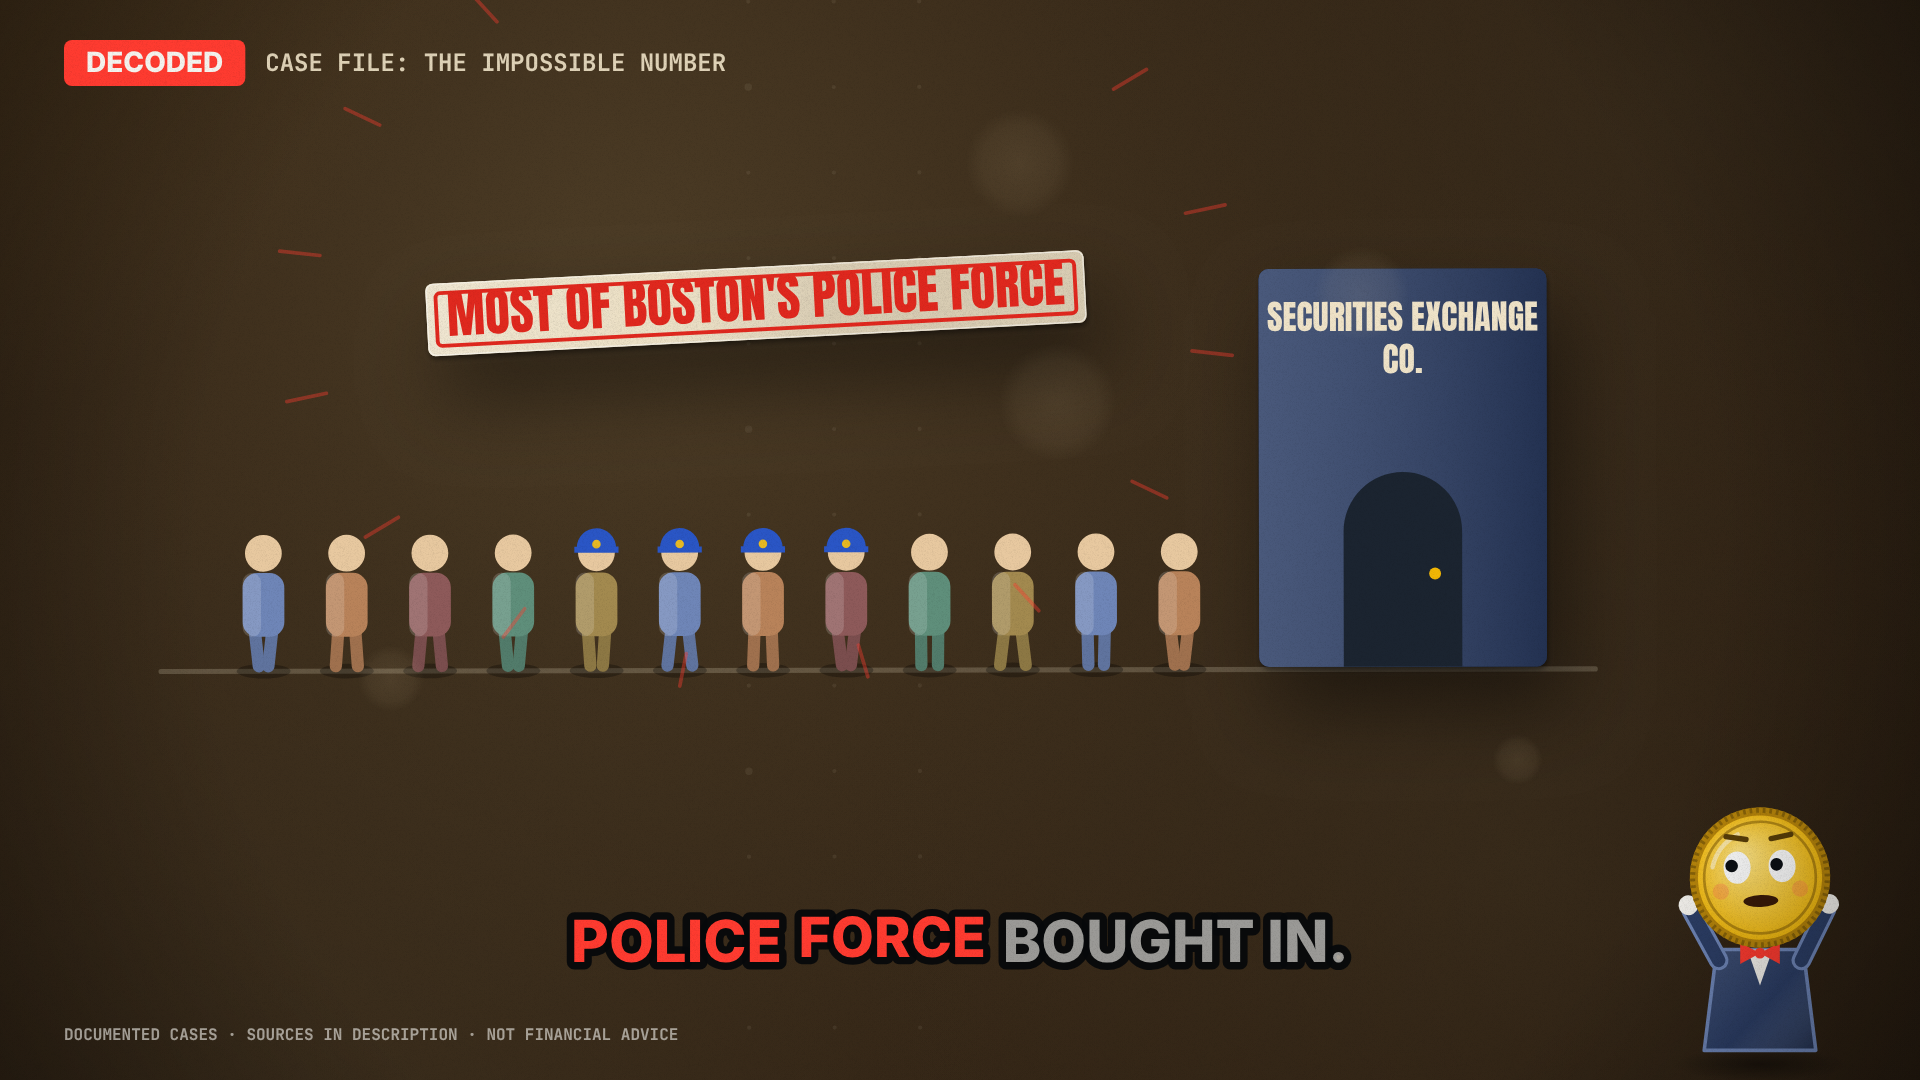 DECODED CASE FILE: THE IMPOSSIBLE NUMBER
MOST OF BOSTON'S POLICE FORCE
SECURITIES EXCHANGE
CO.
POLICE FORCE BOUGHT IN.
DOCUMENTED CASES · SOURCES IN DESCRIPTION · NOT FINANCIAL ADVICE